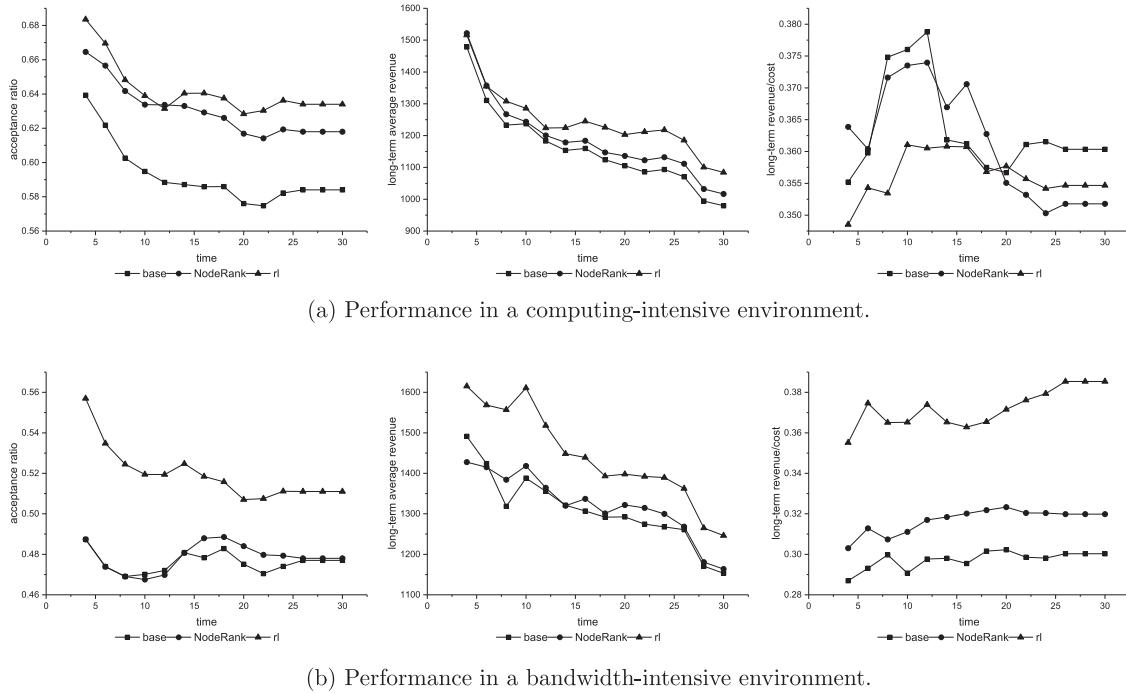 acceptance ratio
0.68
0.66
0.64
0.62
0.60
0.58
0.56
0 5 10 15 20 25 30
time
base NodeRank rl
long-term average revenue
1600
1500
1400
1300
1200
1100
1000
900
0 5 10 15 20 25 30
time
base NodeRank rl
long-term revenue/cost
0.380
0.375
0.370
0.365
0.360
0.355
0.350
0 5 10 15 20 25 30
time
base NodeRank rl
(a) Performance in a computing-intensive environment.
acceptance ratio
0.56
0.54
0.52
0.50
0.48
0.46
0 5 10 15 20 25 30
time
base NodeRank rl
long-term average revenue
1600
1500
1400
1300
1200
1100
0 5 10 15 20 25 30
time
base NodeRank rl
long-term revenue/cost
0.38
0.36
0.34
0.32
0.30
0.28
0 5 10 15 20 25 30
time
base NodeRank rl
(b) Performance in a bandwidth-intensive environment.